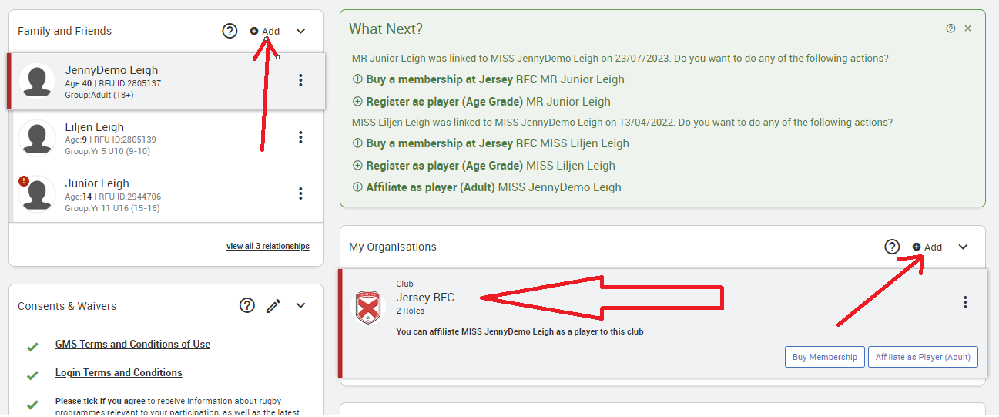 Family and Friends
Add
JennyDemo Leigh
Age:40 | RFU ID:2805137
Group:Adult (18+)
Liljen Leigh
Age:9 | RFU ID:2805139
Group:Yr 5 U10 (9-10)
Junior Leigh
Age:14 | RFU ID:2944706
Group:Yr 11 U16 (15-16)
view all 3 relationships
Consents & Waivers
GMS Terms and Conditions of Use
Login Terms and Conditions
Please tick if you agree to receive information about rugby
programmes relevant to your participation, as well as the latest
What Next?
MR Junior Leigh was linked to MISS JennyDemo Leigh on 23/07/2023. Do you want to do any of the following actions?
Buy a membership at Jersey RFC MR Junior Leigh
Register as player (Age Grade) MR Junior Leigh
MISS Liljen Leigh was linked to MISS JennyDemo Leigh on 13/04/2022. Do you want to do any of the following actions?
Buy a membership at Jersey RFC MISS Liljen Leigh
Register as player (Age Grade) MISS Liljen Leigh
Affiliate as player (Adult) MISS JennyDemo Leigh
My Organisations
Add
Club
Jersey RFC
2 Roles
You can affiliate MISS JennyDemo Leigh as a player to this club
Buy Membership
Affiliate as Player (Adult)